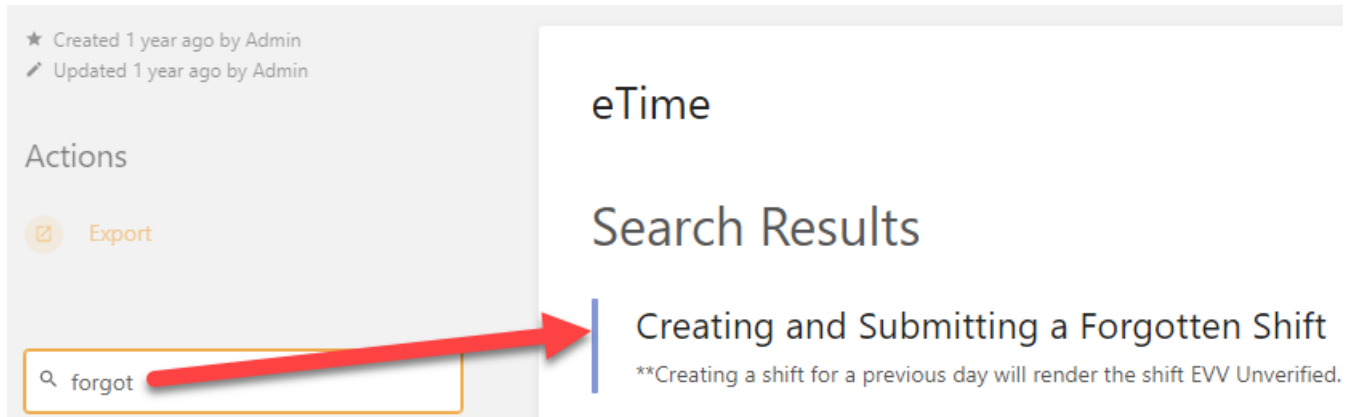 Created 1 year ago by Admin
Updated 1 year ago by Admin
Actions
Export
forgot
eTime
Search Results
Creating and Submitting a Forgotten Shift
**Creating a shift for a previous day will render the shift EVV Unverified.